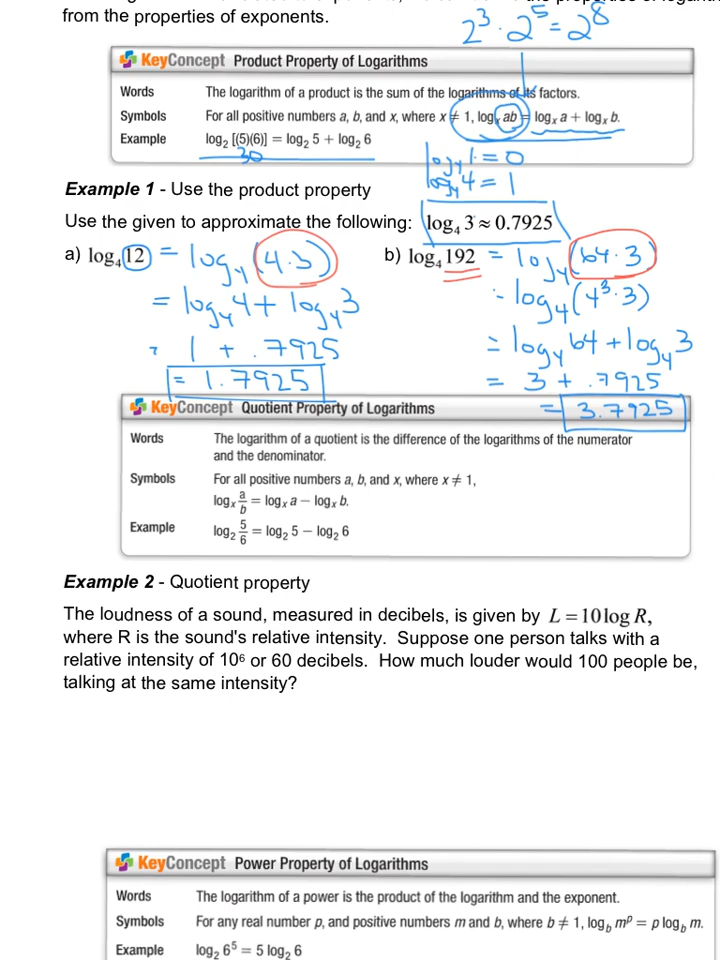 from the properties of exponents.
2³ · 2⁵ = 2⁸
KeyConcept Product Property of Logarithms
Words The logarithm of a product is the sum of the logarithms of its factors.
Symbols For all positive numbers a, b, and x, where x ≠ 1, logₓ ab = logₓ a + logₓ b.
Example log₂ [(5)(6)] = log₂ 5 + log₂ 6
30
log₄ 1 = 0
log₄ 4 = 1
Example 1 - Use the product property
Use the given to approximate the following: log₄ 3 ≈ 0.7925
a) log₄ 12 = log₄ (4·3)
= log₄ 4 + log₄ 3
= 1 + .7925
= 1.7925
b) log₄ 192 = log₄ (64·3)
= log₄ (4³·3)
= log₄ 64 + log₄ 3
= 3 + .7925
= 3.7925
KeyConcept Quotient Property of Logarithms
Words The logarithm of a quotient is the difference of the logarithms of the numerator
and the denominator.
Symbols For all positive numbers a, b, and x, where x ≠ 1,
logₓ a/b = logₓ a − logₓ b.
Example log₂ 5/6 = log₂ 5 − log₂ 6
Example 2 - Quotient property
The loudness of a sound, measured in decibels, is given by L = 10 log R,
where R is the sound's relative intensity. Suppose one person talks with a
relative intensity of 10⁶ or 60 decibels. How much louder would 100 people be,
talking at the same intensity?
KeyConcept Power Property of Logarithms
Words The logarithm of a power is the product of the logarithm and the exponent.
Symbols For any real number p, and positive numbers m and b, where b ≠ 1, log_b mᵖ = p log_b m.
Example log₂ 6⁵ = 5 log₂ 6